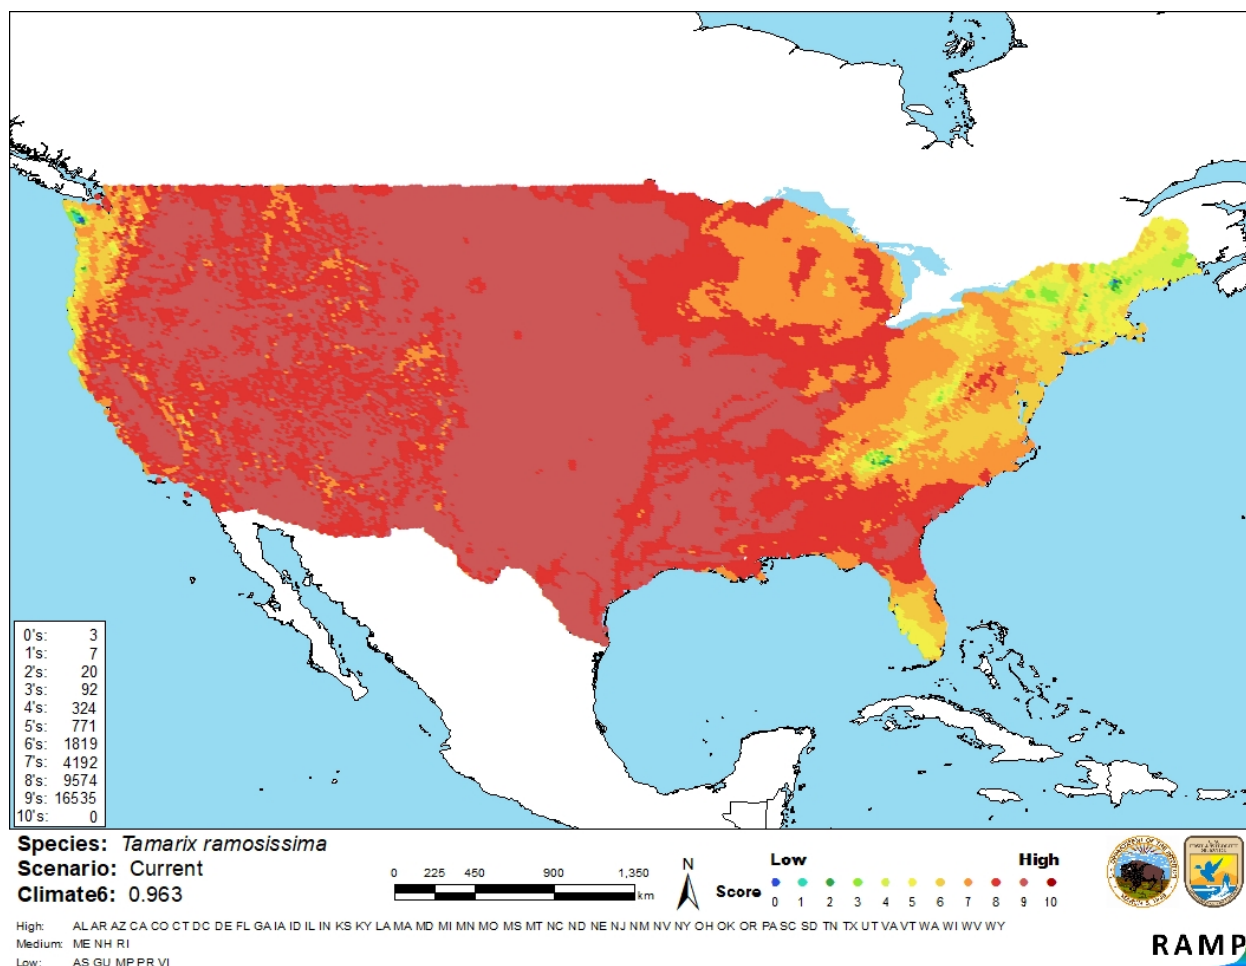 0's: 3
1's: 7
2's: 20
3's: 92
4's: 324
5's: 771
6's: 1819
7's: 4192
8's: 9574
9's: 16535
10's: 0
Species: Tamarix ramosissima
Scenario: Current
Climate6: 0.963
0 225 450 900 1,350
km
N
Low High
Score 0 1 2 3 4 5 6 7 8 9 10
High: AL AR AZ CA CO CT DC DE FL GA IA ID IL IN KS KY LA MA MD MI MN MO MS MT NC ND NE NJ NM NV NY OH OK OR PA SC SD TN TX UT VA VT WA WI WV WY
Medium: ME NH RI
Low: AS GU MP PR VI
RAMP